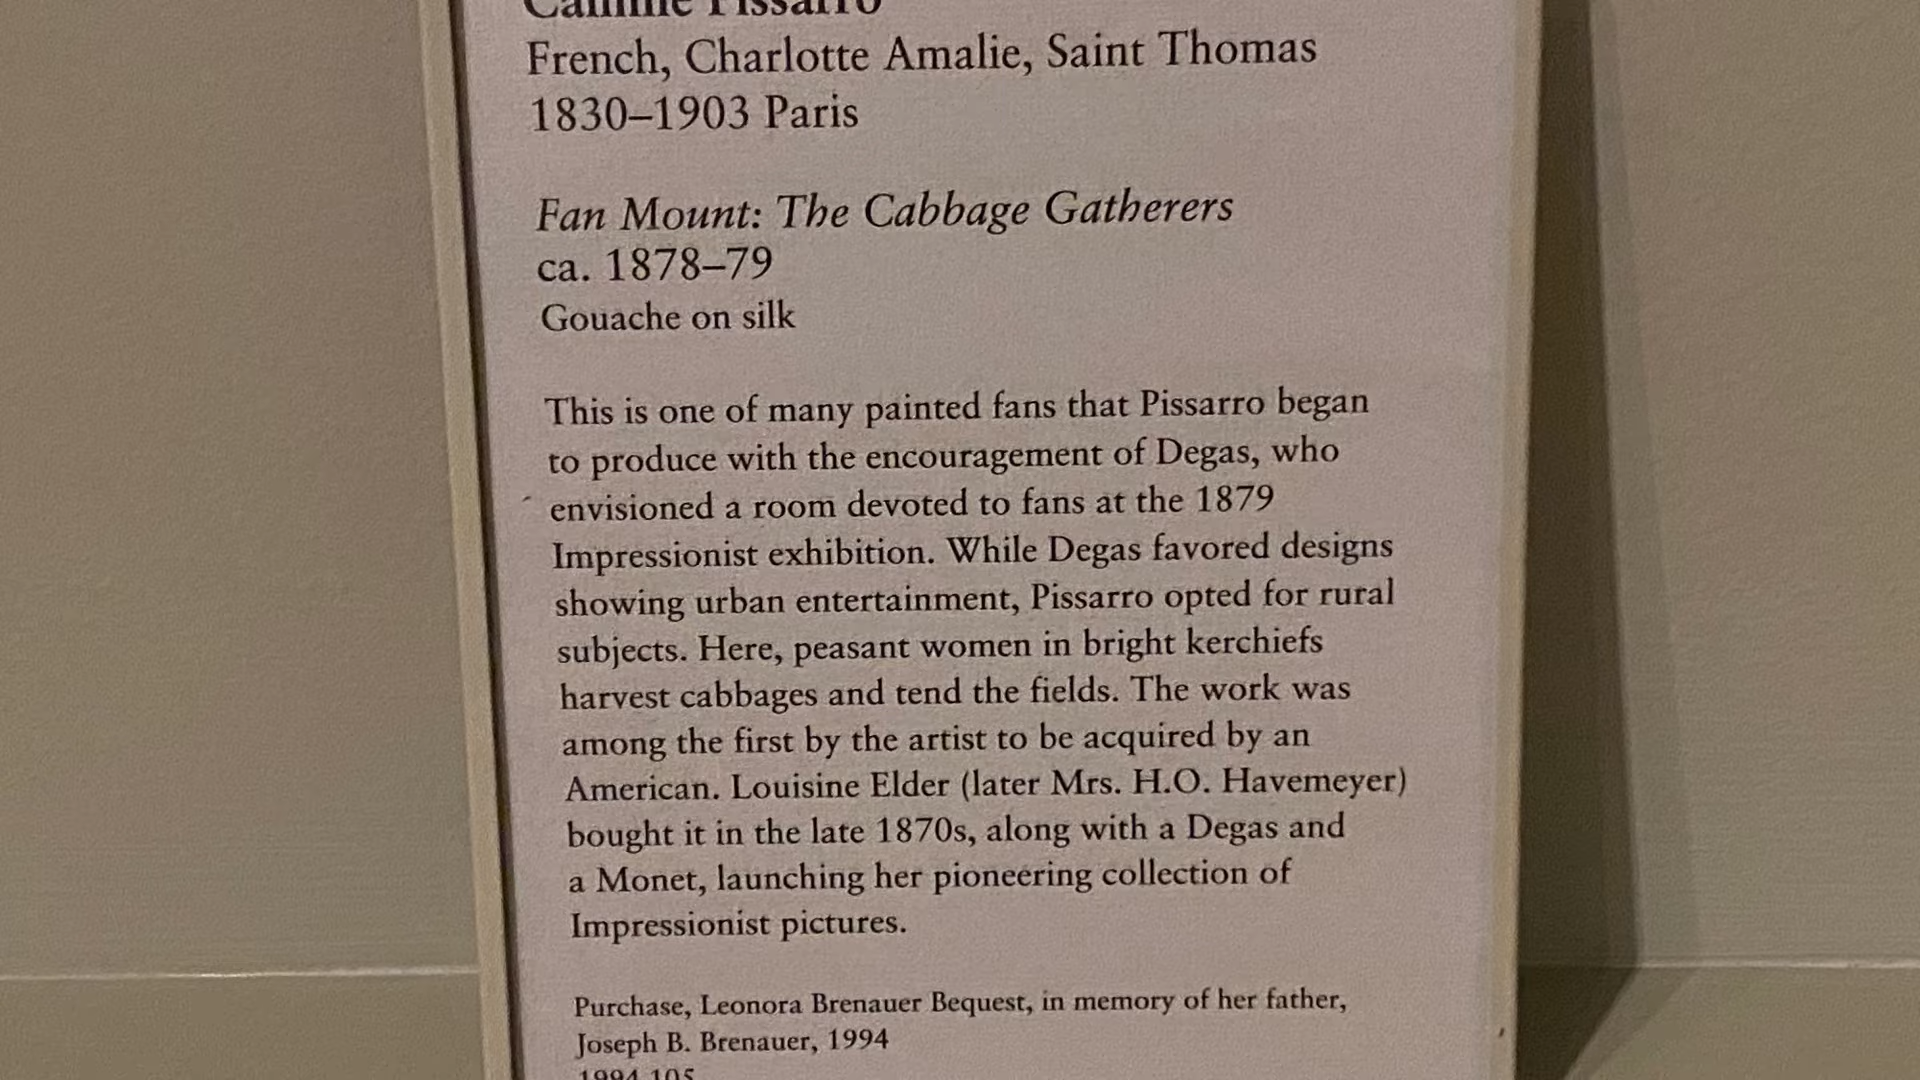 Camille Pissarro
French, Charlotte Amalie, Saint Thomas
1830–1903 Paris
Fan Mount: The Cabbage Gatherers
ca. 1878–79
Gouache on silk
This is one of many painted fans that Pissarro began
to produce with the encouragement of Degas, who
envisioned a room devoted to fans at the 1879
Impressionist exhibition. While Degas favored designs
showing urban entertainment, Pissarro opted for rural
subjects. Here, peasant women in bright kerchiefs
harvest cabbages and tend the fields. The work was
among the first by the artist to be acquired by an
American. Louisine Elder (later Mrs. H.O. Havemeyer)
bought it in the late 1870s, along with a Degas and
a Monet, launching her pioneering collection of
Impressionist pictures.
Purchase, Leonora Brenauer Bequest, in memory of her father,
Joseph B. Brenauer, 1994
1994.105